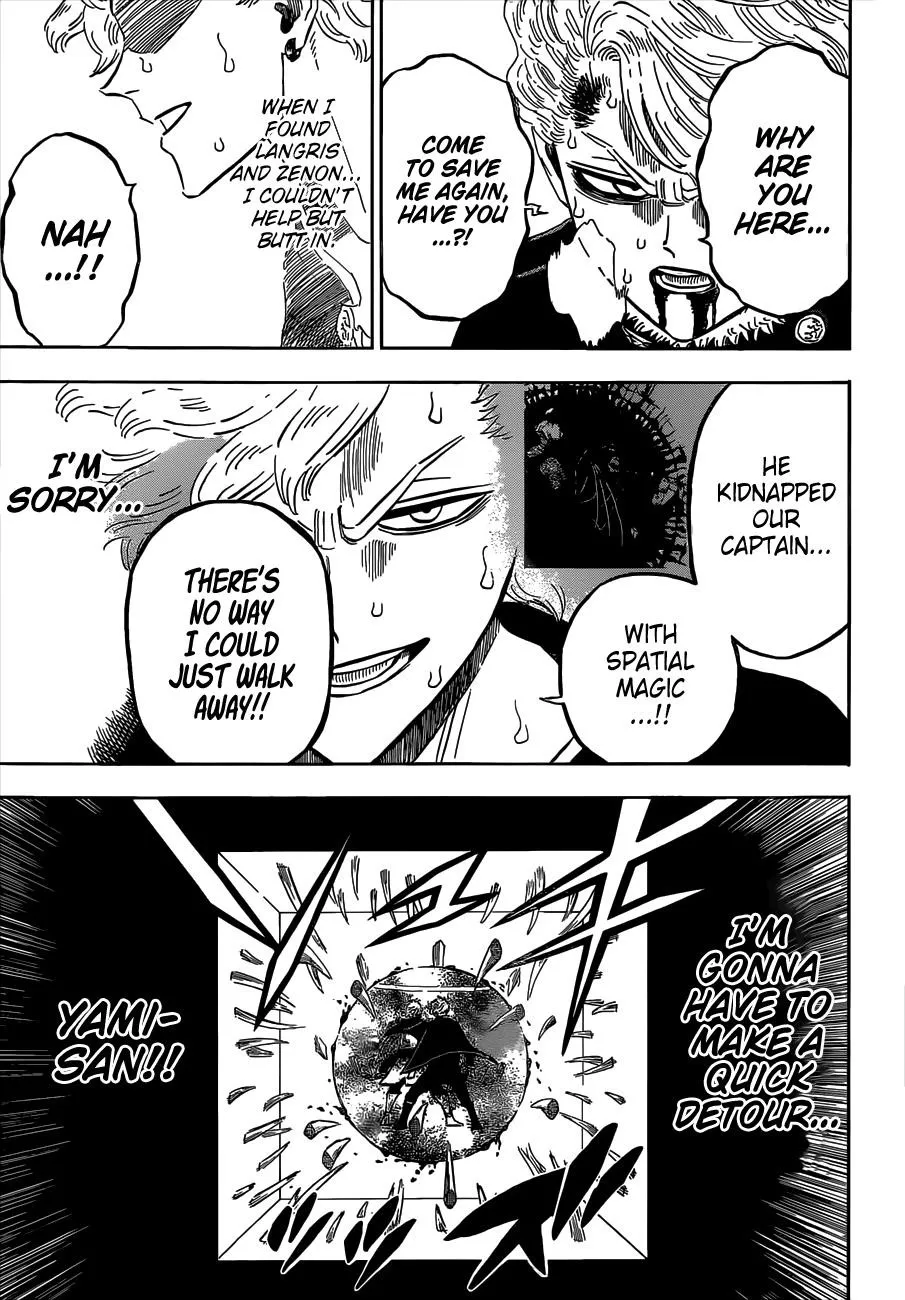 WHY
ARE
YOU
HERE...
COME
TO SAVE
ME AGAIN,
HAVE YOU
...?!
WHEN I
FOUND
LANGRIS
AND ZENON...
I COULDN'T
HELP BUT
BUTT IN.
NAH
...!!
HE
KIDNAPPED
OUR
CAPTAIN...
WITH
SPATIAL
MAGIC
...!!
THERE'S
NO WAY
I COULD
JUST WALK
AWAY!!
I'M
SORRY...
I'M
GONNA
HAVE TO
MAKE A
QUICK
DETOUR...
YAMI-
SAN!!